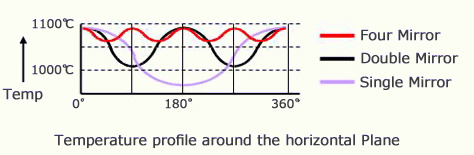 1100℃
1000℃
Temp
0° 180° 360°
Four Mirror
Double Mirror
Single Mirror
Temperature profile around the horizontal Plane